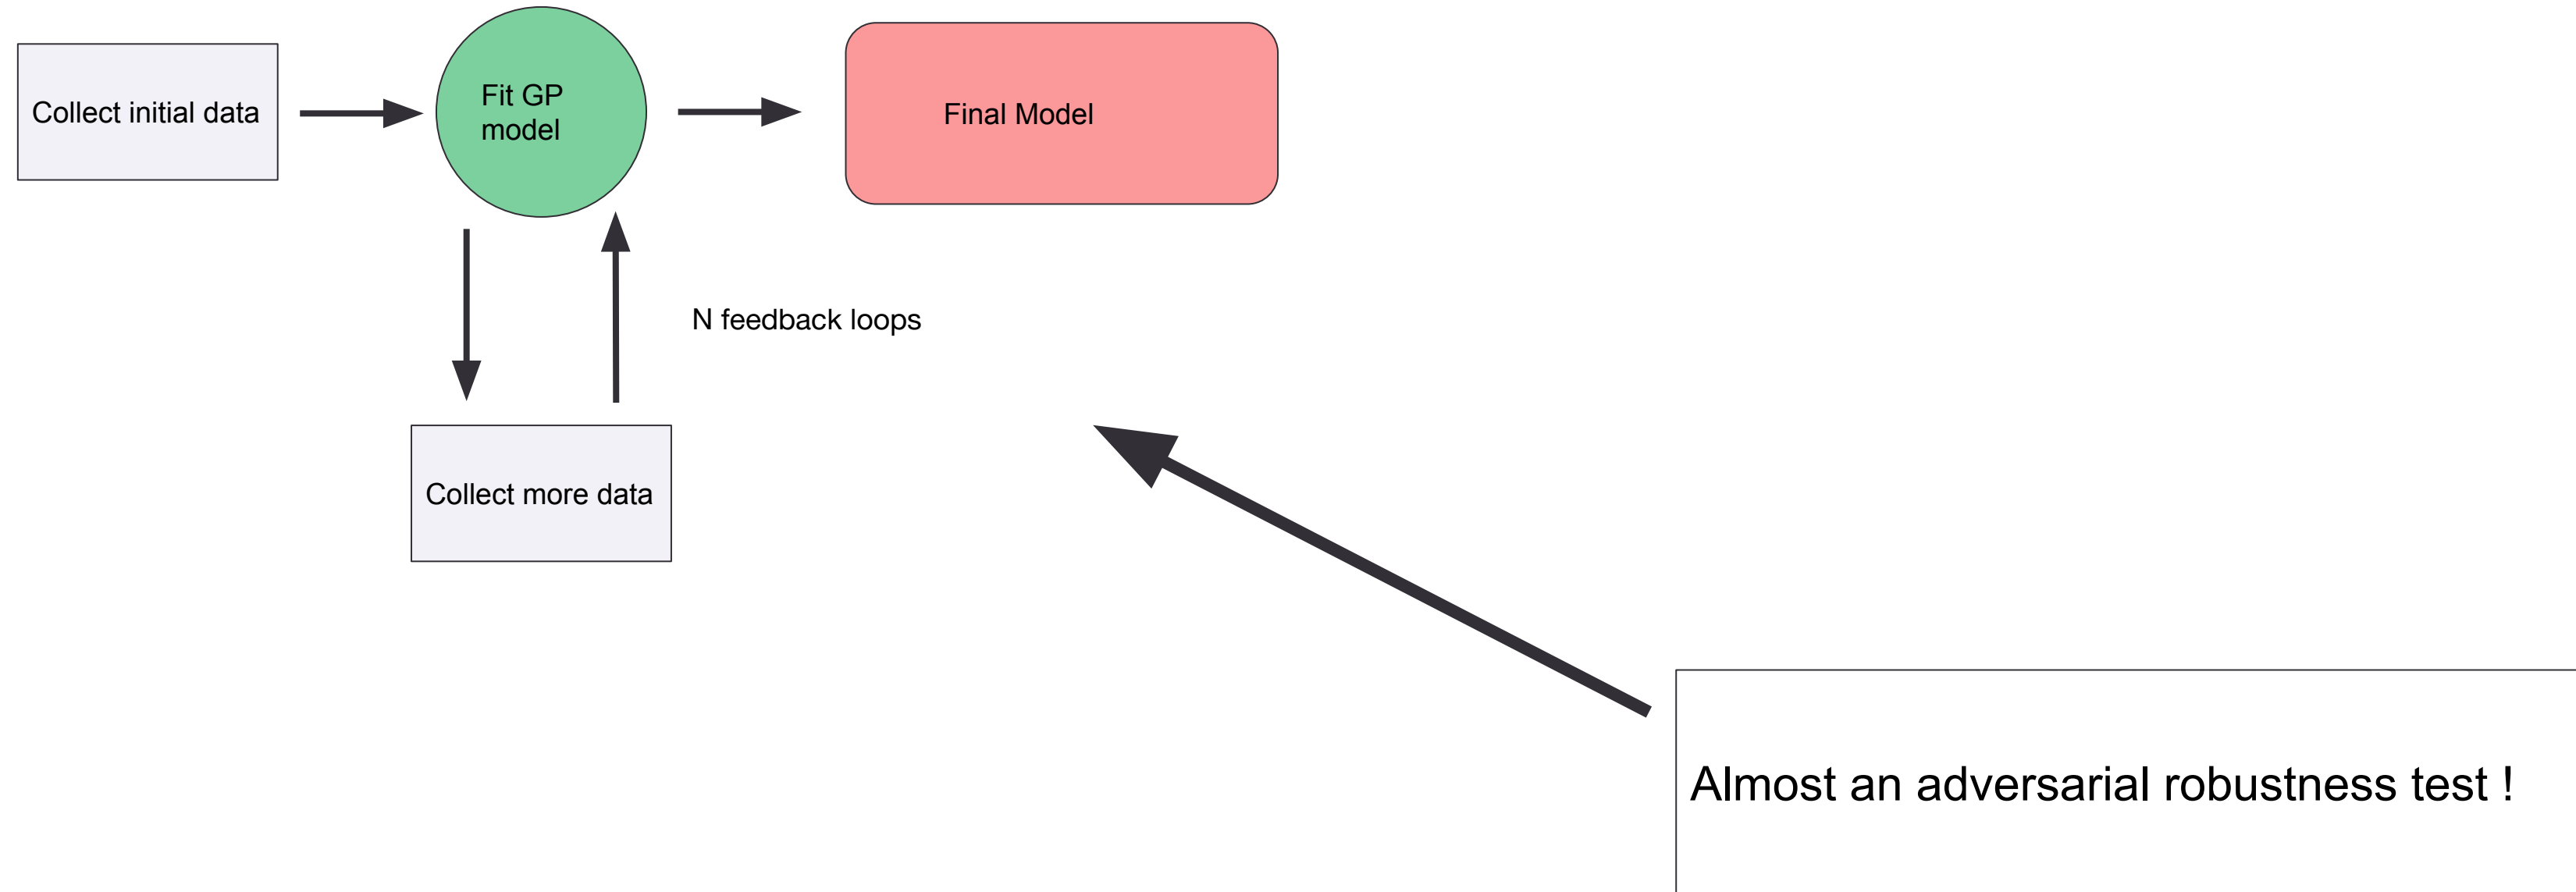 Collect initial data
Fit GP
model
Final Model
N feedback loops
Collect more data
Almost an adversarial robustness test !